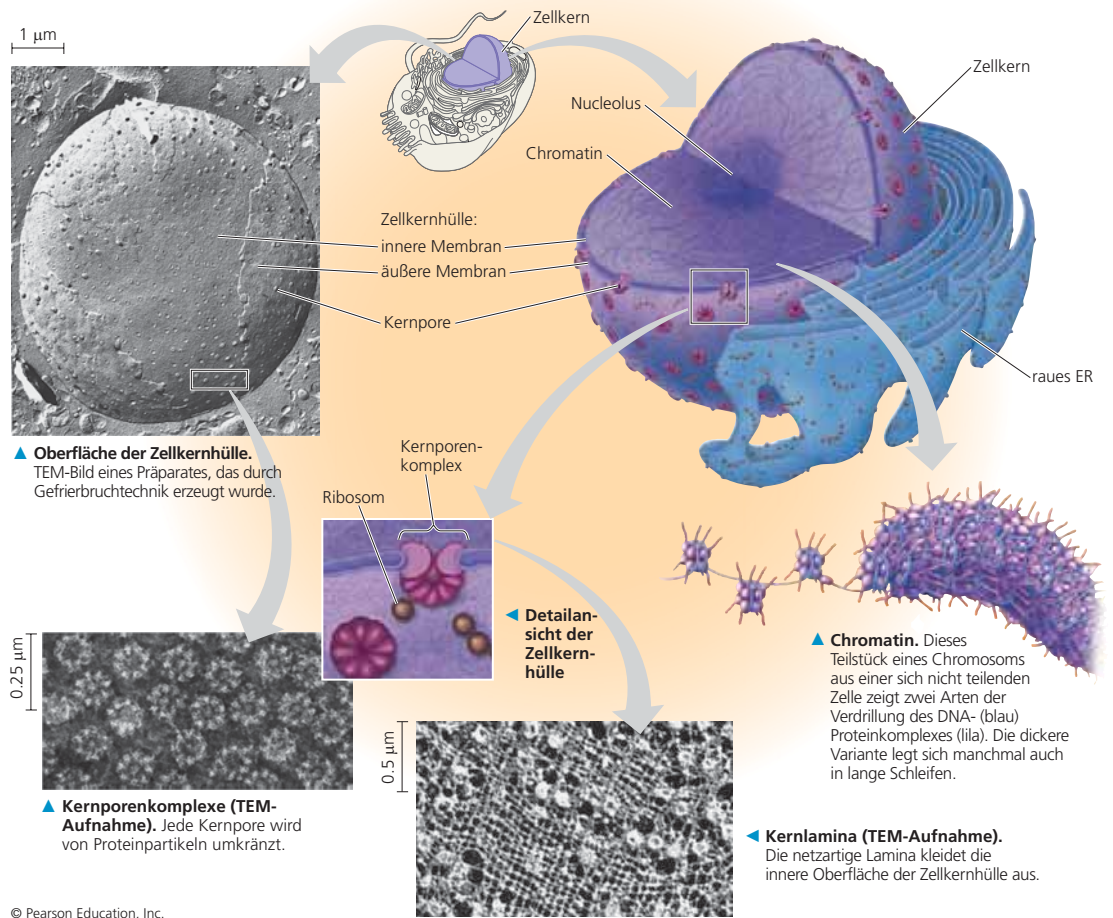 Zellkern
1 µm
Zellkern
Nucleolus
Chromatin
Zellkernhülle:
innere Membran
äußere Membran
Kernpore
raues ER
▲ Oberfläche der Zellkernhülle.
TEM-Bild eines Präparates, das durch
Gefrierbruchtechnik erzeugt wurde.
Kernporen-
komplex
Ribosom
◀ Detailan-
sicht der
Zellkern-
hülle
▲ Chromatin. Dieses
Teilstück eines Chromosoms
aus einer sich nicht teilenden
Zelle zeigt zwei Arten der
Verdrillung des DNA- (blau)
Proteinkomplexes (lila). Die dickere
Variante legt sich manchmal auch
in lange Schleifen.
0.25 µm
▲ Kernporenkomplexe (TEM-
Aufnahme). Jede Kernpore wird
von Proteinpartikeln umkränzt.
0.5 µm
◀ Kernlamina (TEM-Aufnahme).
Die netzartige Lamina kleidet die
innere Oberfläche der Zellkernhülle aus.
© Pearson Education, Inc.